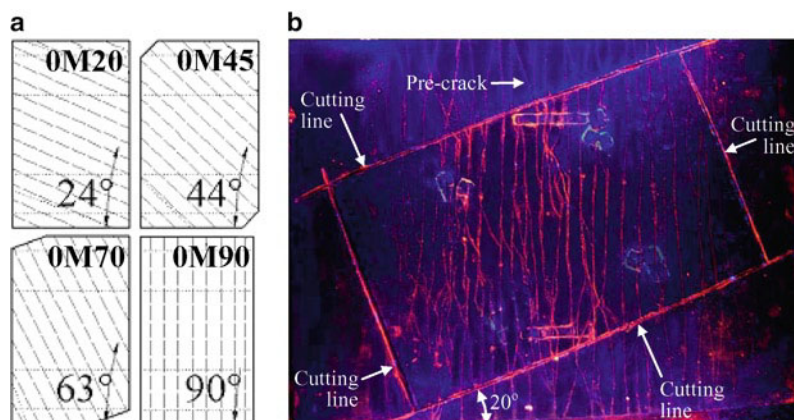 a
0M20
24°
0M45
44°
0M70
63°
0M90
90°
b
Pre-crack
Cutting
line
Cutting
line
Cutting
line
Cutting
line
20°